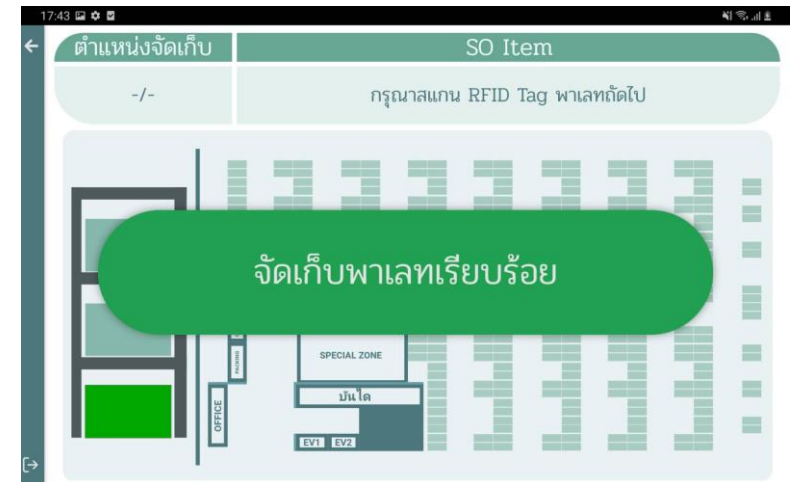 17:43
ตำแหน่งจัดเก็บ
SO Item
-/-
กรุณาสแกน RFID Tag พาเลทถัดไป
จัดเก็บพาเลทเรียบร้อย
PACKING
SPECIAL ZONE
บันได
OFFICE
EV1
EV2